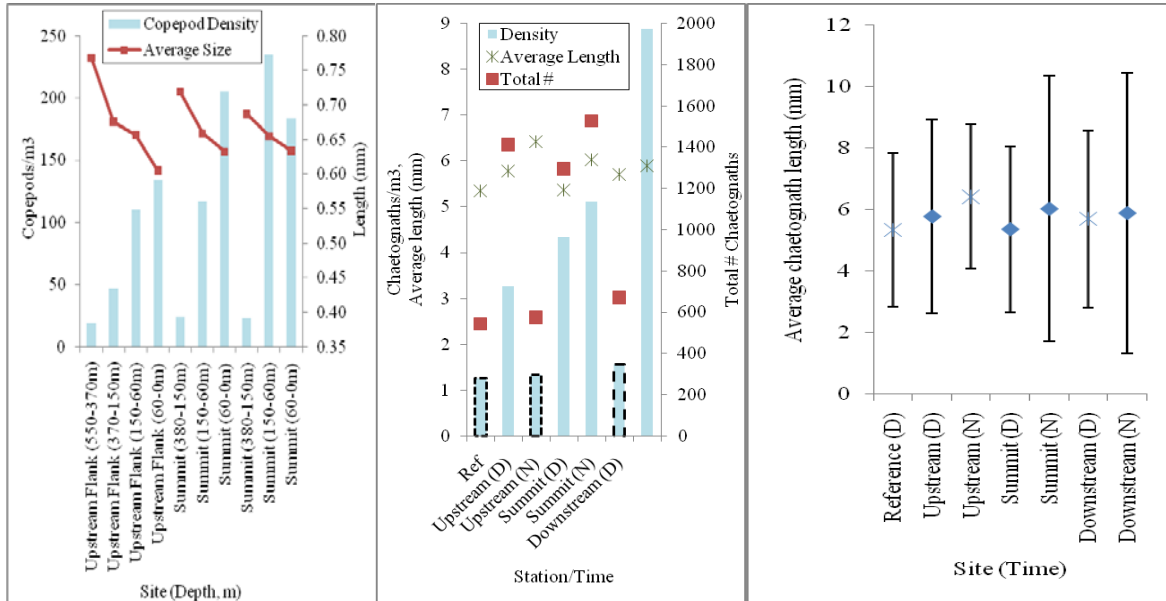 Copepod Density
Average Size
250
200
150
100
50
0
Copepods/m3
0.80
0.75
0.70
0.65
0.60
0.55
0.50
0.45
0.40
0.35
Length (mm)
Upstream Flank (550-370m)
Upstream Flank (370-150m)
Upstream Flank (150-60m)
Upstream Flank (60-0m)
Summit (380-150m)
Summit (150-60m)
Summit (60-0m)
Summit (380-150m)
Summit (150-60m)
Summit (60-0m)
Site (Depth, m)
Density
Average Length
Total #
9
8
7
6
5
4
3
2
1
0
Chaetognaths/m3,
Average length (mm)
2000
1800
1600
1400
1200
1000
800
600
400
200
0
Total # Chaetognaths
Ref
Upstream (D)
Upstream (N)
Summit (D)
Summit (N)
Downstream (D)
Station/Time
12
10
8
6
4
2
0
Average chaetognath length (mm)
Reference (D)
Upstream (D)
Upstream (N)
Summit (D)
Summit (N)
Downstream (D)
Downstream (N)
Site (Time)